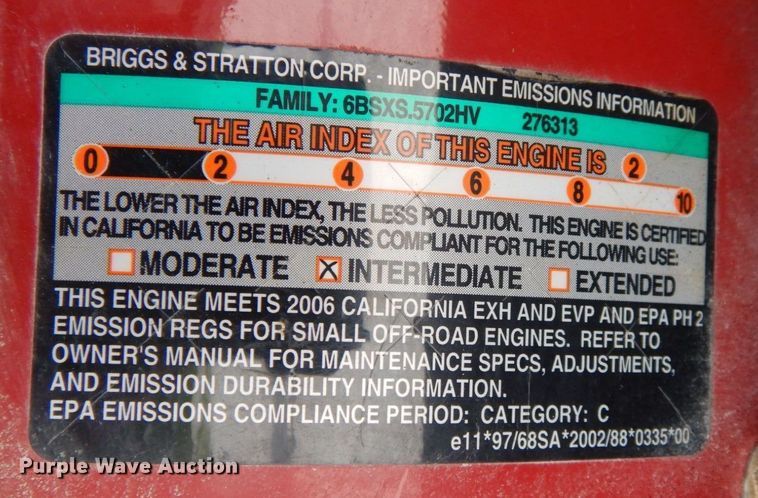 BRIGGS & STRATTON CORP. - IMPORTANT EMISSIONS INFORMATION
FAMILY: 6BSXS.5702HV 276313
THE AIR INDEX OF THIS ENGINE IS 2
0 2 4 6 8 10
THE LOWER THE AIR INDEX, THE LESS POLLUTION. THIS ENGINE IS CERTIFIED
IN CALIFORNIA TO BE EMISSIONS COMPLIANT FOR THE FOLLOWING USE:
☐ MODERATE ☒ INTERMEDIATE ☐ EXTENDED
THIS ENGINE MEETS 2006 CALIFORNIA EXH AND EVP AND EPA PH 2
EMISSION REGS FOR SMALL OFF-ROAD ENGINES. REFER TO
OWNER'S MANUAL FOR MAINTENANCE SPECS, ADJUSTMENTS,
AND EMISSION DURABILITY INFORMATION.
EPA EMISSIONS COMPLIANCE PERIOD: CATEGORY: C
e11*97/68SA*2002/88*0335*00
Purple Wave Auction